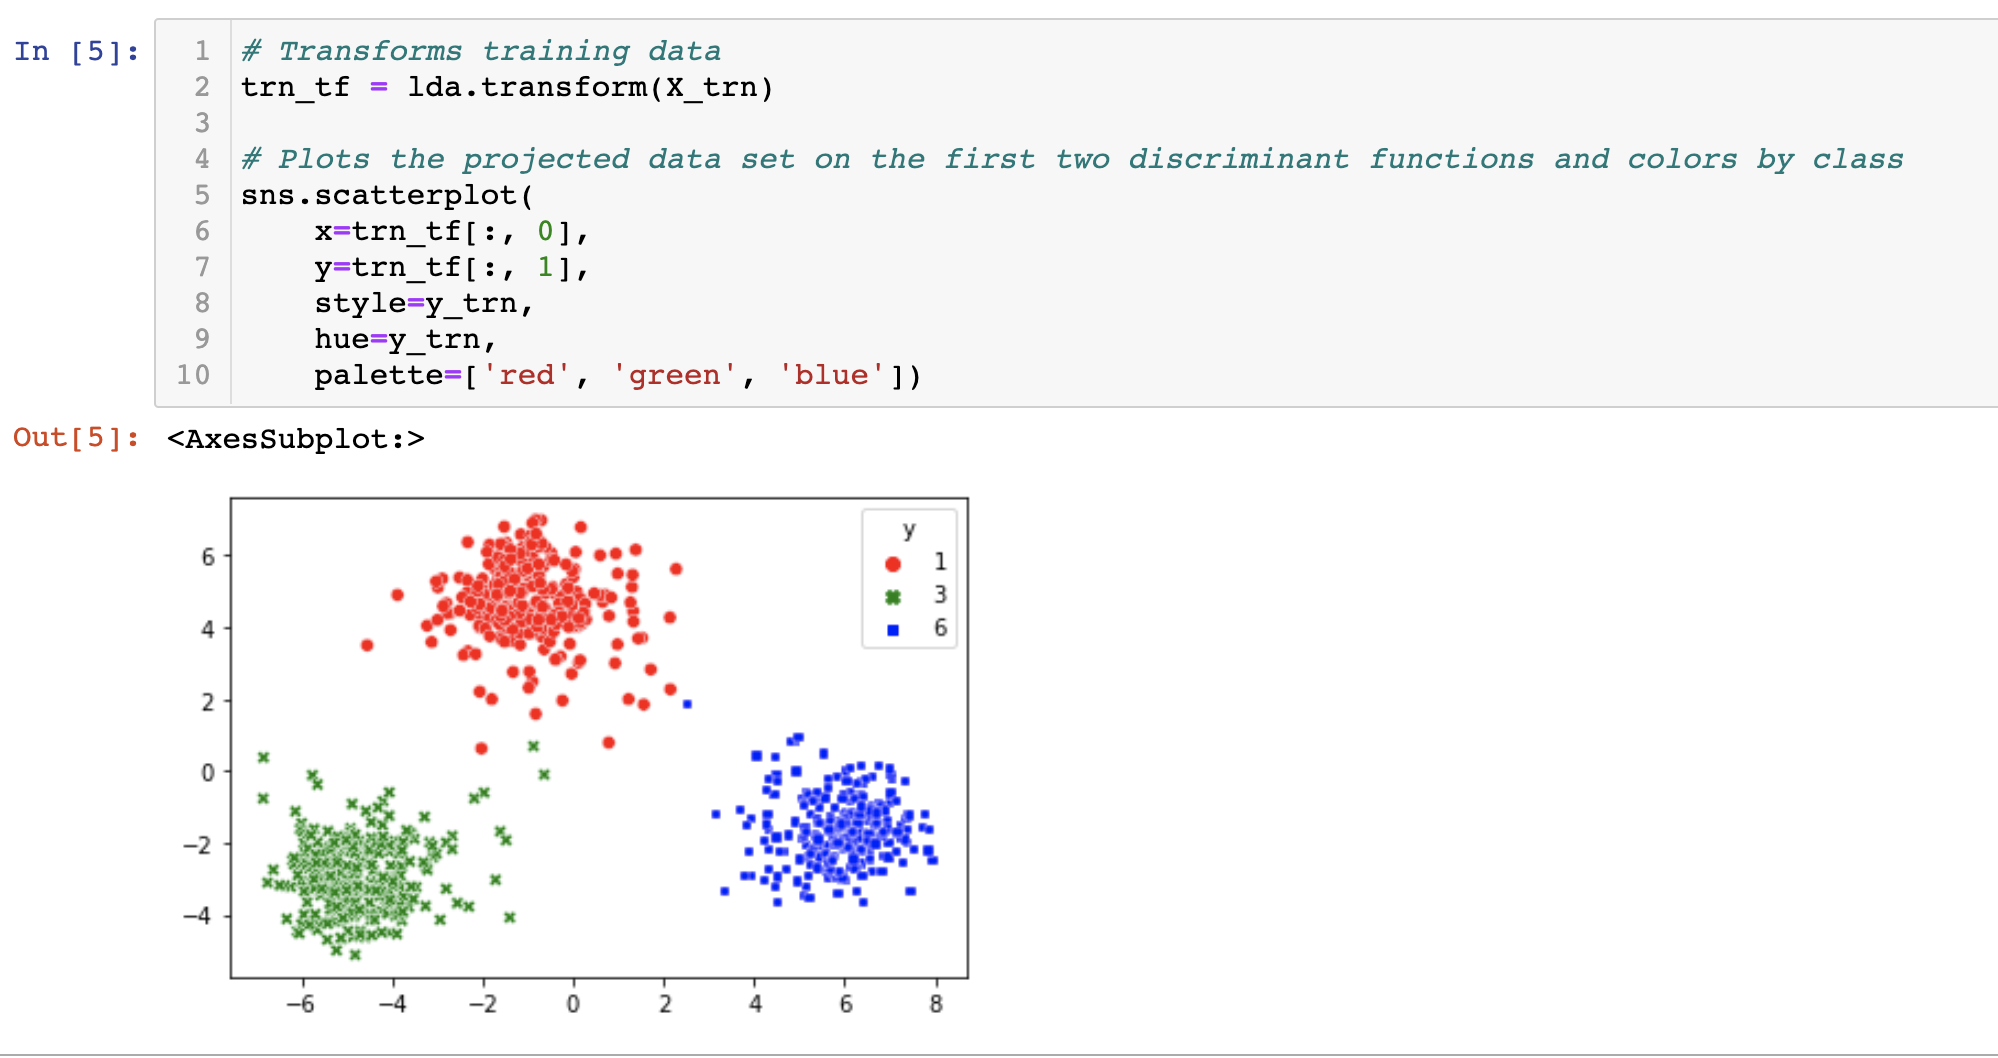 In [5]:
1 # Transforms training data
2 trn_tf = lda.transform(X_trn)
3
4 # Plots the projected data set on the first two discriminant functions and colors by class
5 sns.scatterplot(
6     x=trn_tf[:, 0],
7     y=trn_tf[:, 1],
8     style=y_trn,
9     hue=y_trn,
10     palette=['red', 'green', 'blue'])
Out[5]: <AxesSubplot:>
y
1
3
6
6
4
2
0
−2
−4
−6 −4 −2 0 2 4 6 8